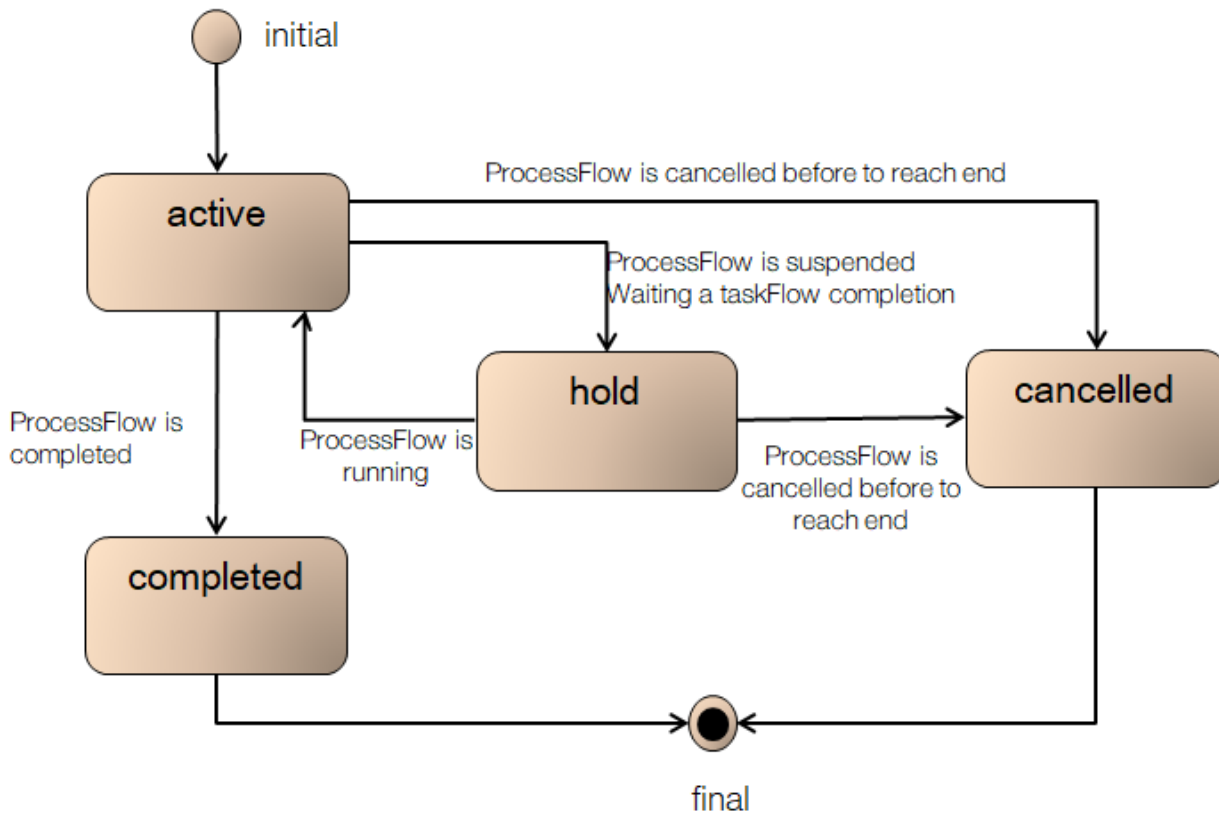 initial
ProcessFlow is cancelled before to reach end
active
ProcessFlow is suspended
Waiting a taskFlow completion
hold
cancelled
ProcessFlow is
completed
ProcessFlow is
running
ProcessFlow is
cancelled before to
reach end
completed
final